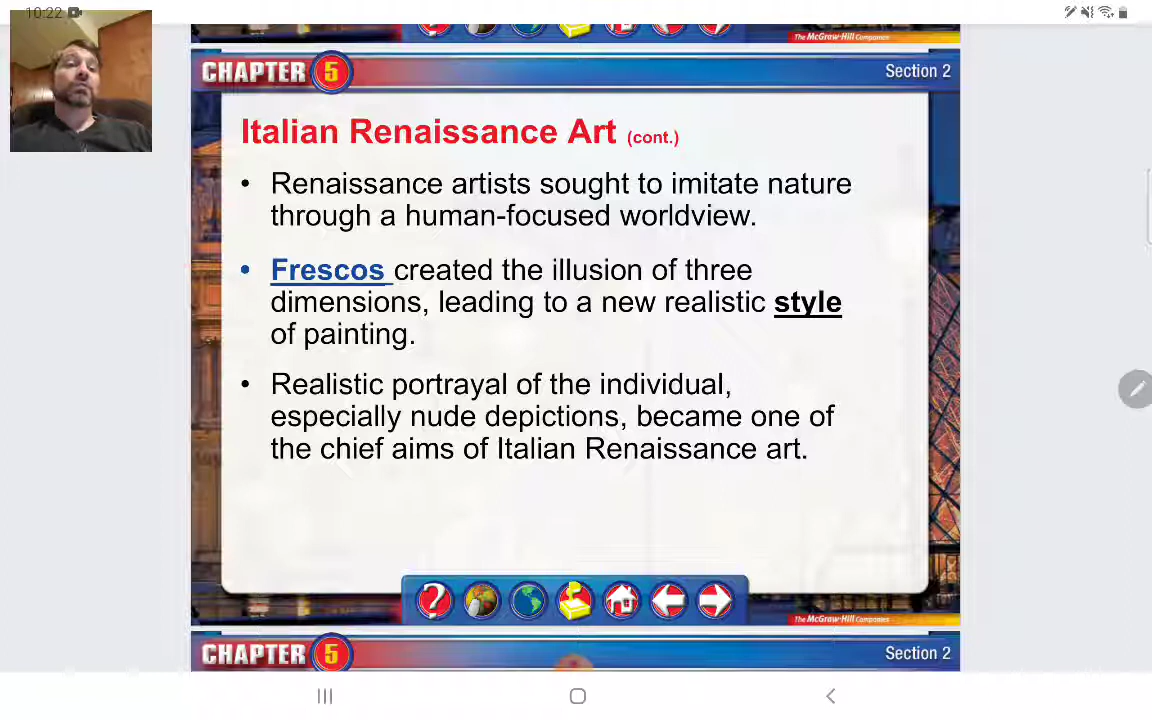 10:22
The McGraw·Hill Companies
CHAPTER 5
Section 2
Italian Renaissance Art (cont.)
• Renaissance artists sought to imitate nature
through a human-focused worldview.
• Frescos created the illusion of three
dimensions, leading to a new realistic style
of painting.
• Realistic portrayal of the individual,
especially nude depictions, became one of
the chief aims of Italian Renaissance art.
?
The McGraw·Hill Companies
CHAPTER 5
Section 2